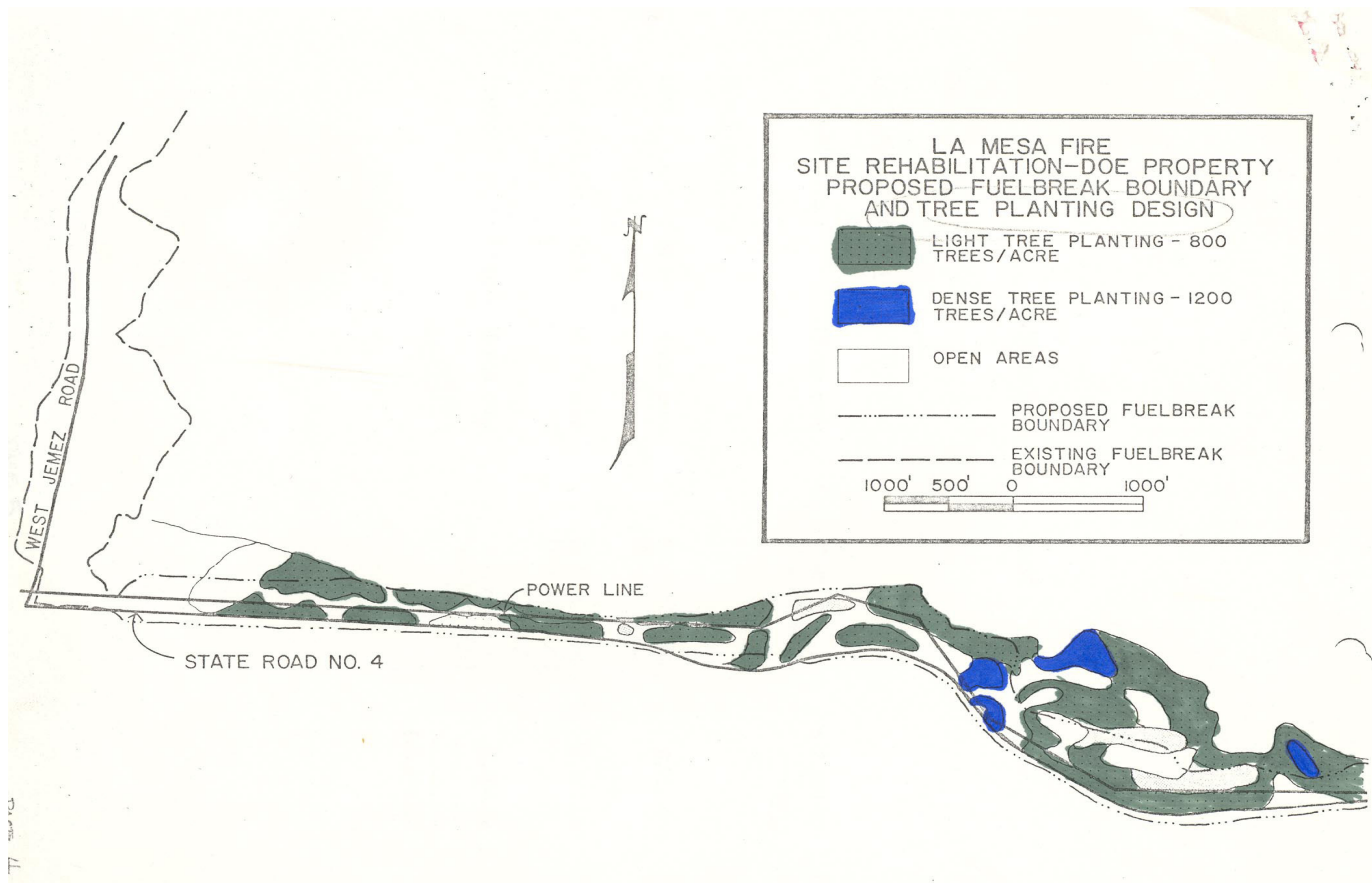 LA MESA FIRE
SITE REHABILITATION-DOE PROPERTY
PROPOSED FUELBREAK BOUNDARY
AND TREE PLANTING DESIGN
LIGHT TREE PLANTING - 800
TREES/ACRE
DENSE TREE PLANTING - 1200
TREES/ACRE
OPEN AREAS
PROPOSED FUELBREAK
BOUNDARY
EXISTING FUELBREAK
BOUNDARY
1000' 500' 0 1000'
N
WEST JEMEZ ROAD
POWER LINE
STATE ROAD NO. 4